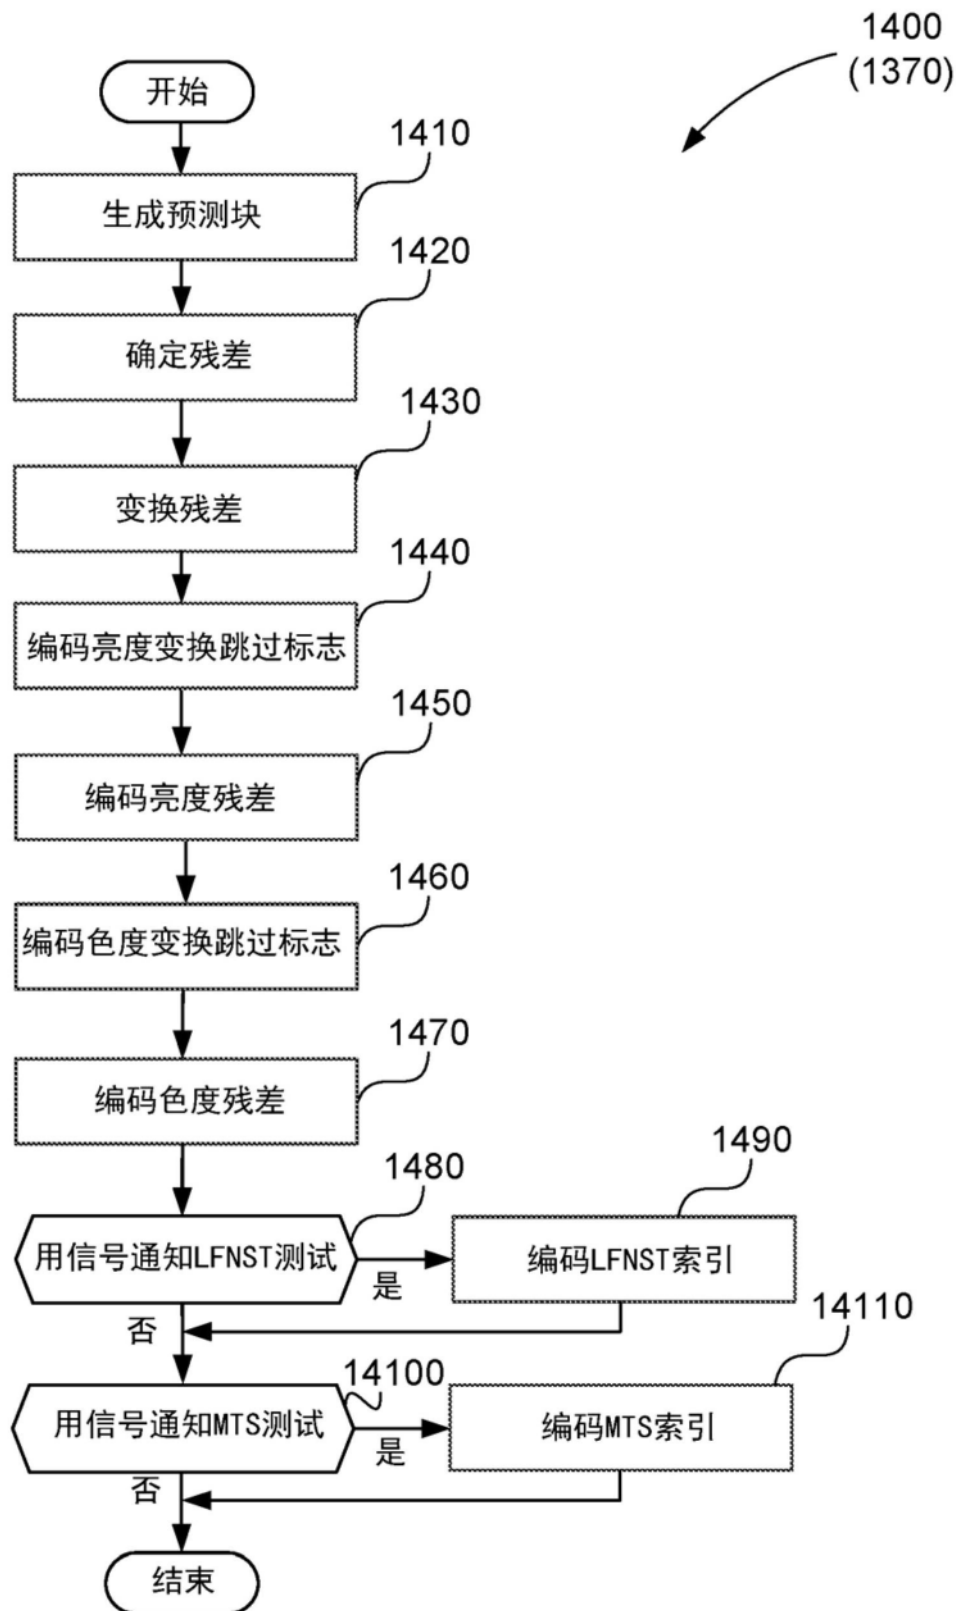 1400
(1370)
开始
1410
生成预测块
1420
确定残差
1430
变换残差
1440
编码亮度变换跳过标志
1450
编码亮度残差
1460
编码色度变换跳过标志
1470
编码色度残差
1480
用信号通知LFNST测试
是
1490
编码LFNST索引
否
14100
用信号通知MTS测试
是
14110
编码MTS索引
否
结束